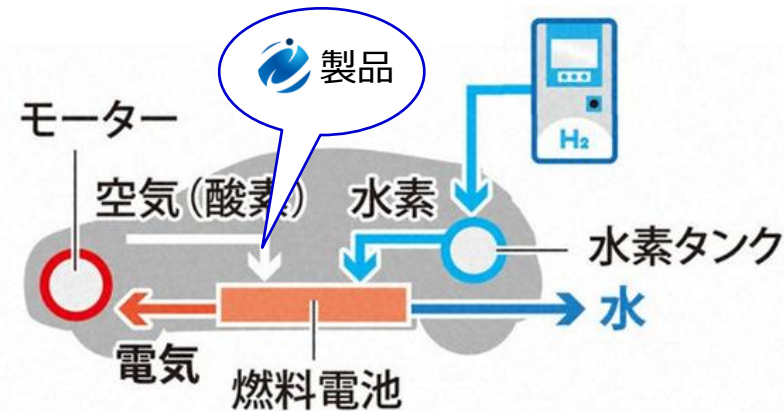 製品
モーター
H₂
空気(酸素)
水素
水素タンク
水
電気
燃料電池